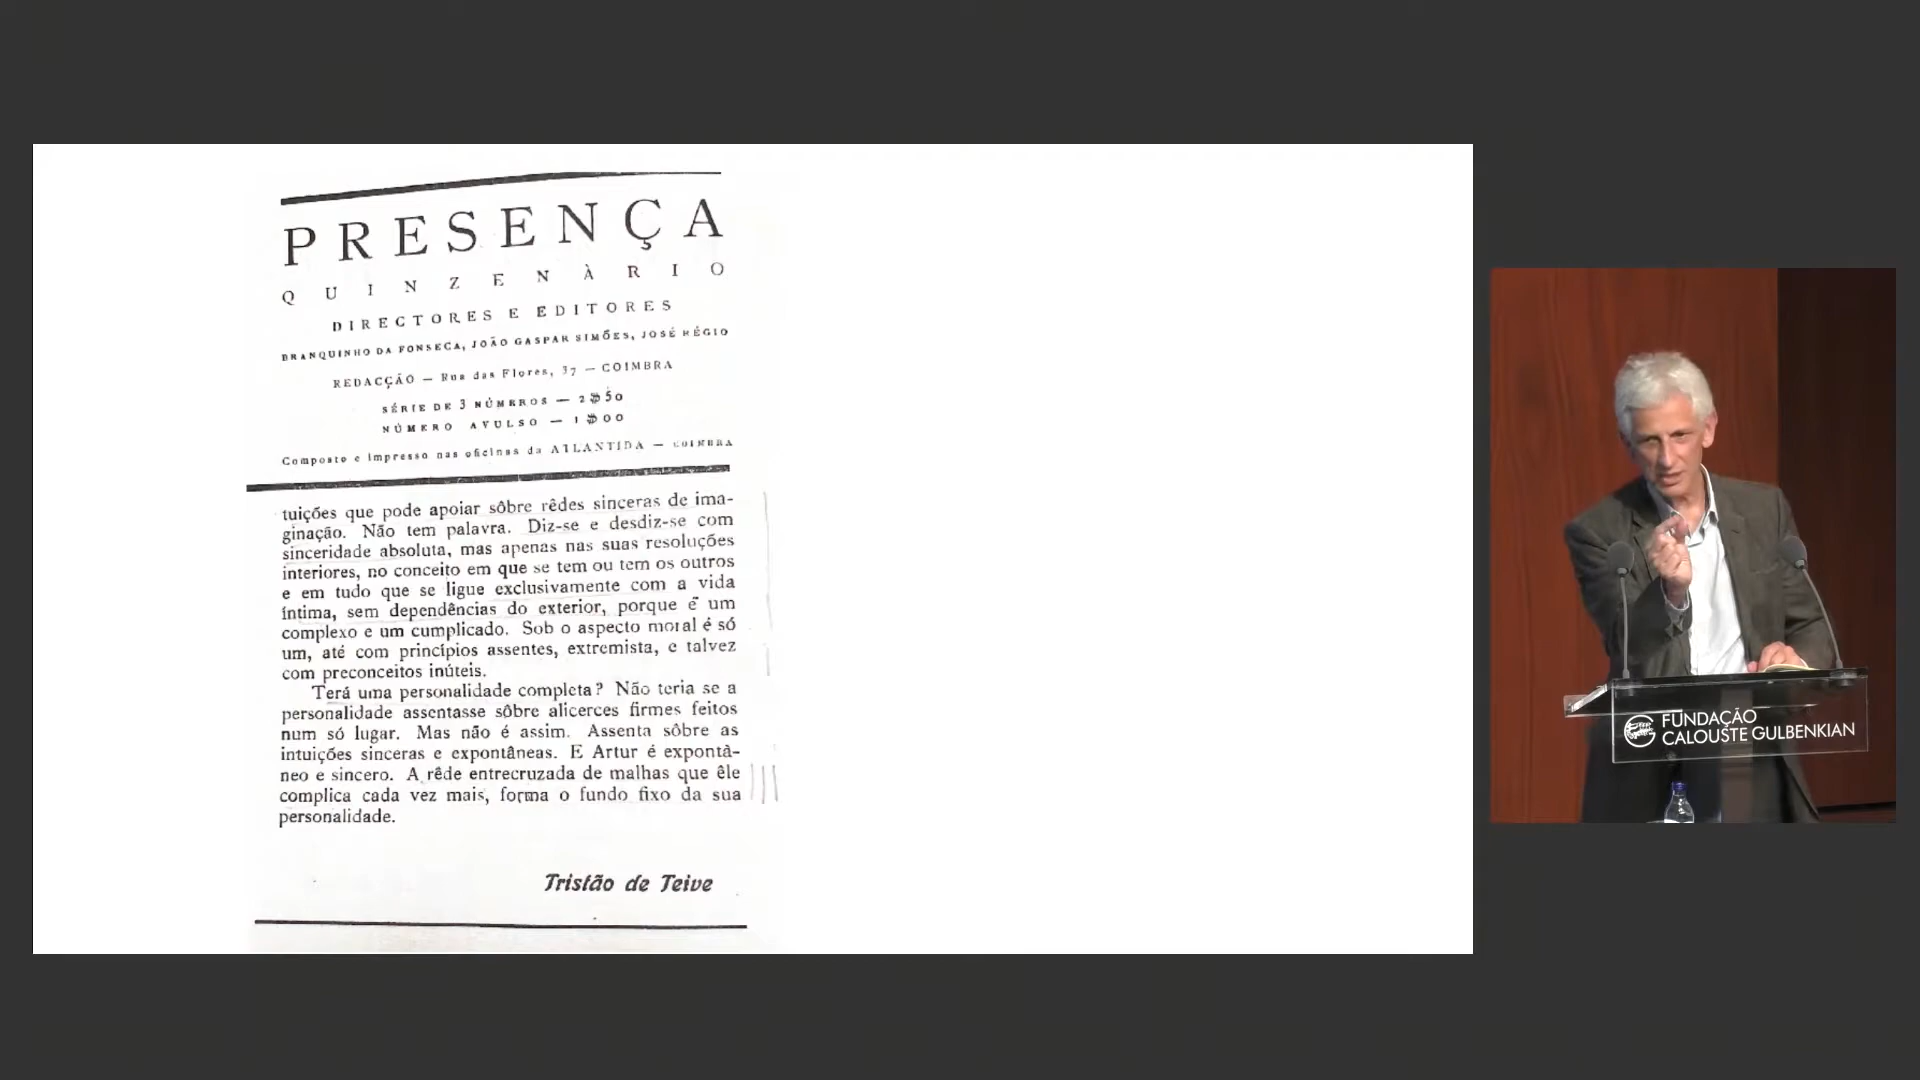 PRESENÇA
QUINZENÀRIO
DIRECTORES E EDITORES
BRANQUINHO DA FONSECA, JOÃO GASPAR SIMÕES, JOSÉ RÉGIO
REDACÇÃO — Rua das Flores, 37 — COIMBRA
SÉRIE DE 3 NÚMEROS — 2$50
NÚMERO AVULSO — 1$00
Composto e impresso nas oficinas da ATLANTIDA — COIMBRA
tuições que pode apoiar sôbre rêdes sinceras de ima-
ginação. Não tem palavra. Diz-se e desdiz-se com
sinceridade absoluta, mas apenas nas suas resoluções
interiores, no conceito em que se tem ou tem os outros
e em tudo que se ligue exclusivamente com a vida
íntima, sem dependências do exterior, porque é um
complexo e um cumplicado. Sob o aspecto moral é só
um, até com princípios assentes, extremista, e talvez
com preconceitos inúteis.
Terá uma personalidade completa? Não teria se a
personalidade assentasse sôbre alicerces firmes feitos
num só lugar. Mas não é assim. Assenta sôbre as
intuições sinceras e expontâneas. E Artur é expontâ-
neo e sincero. A rêde entrecruzada de malhas que êle
complica cada vez mais, forma o fundo fixo da sua
personalidade.
Tristão de Teive
FUNDAÇÃO
CALOUSTE GULBENKIAN